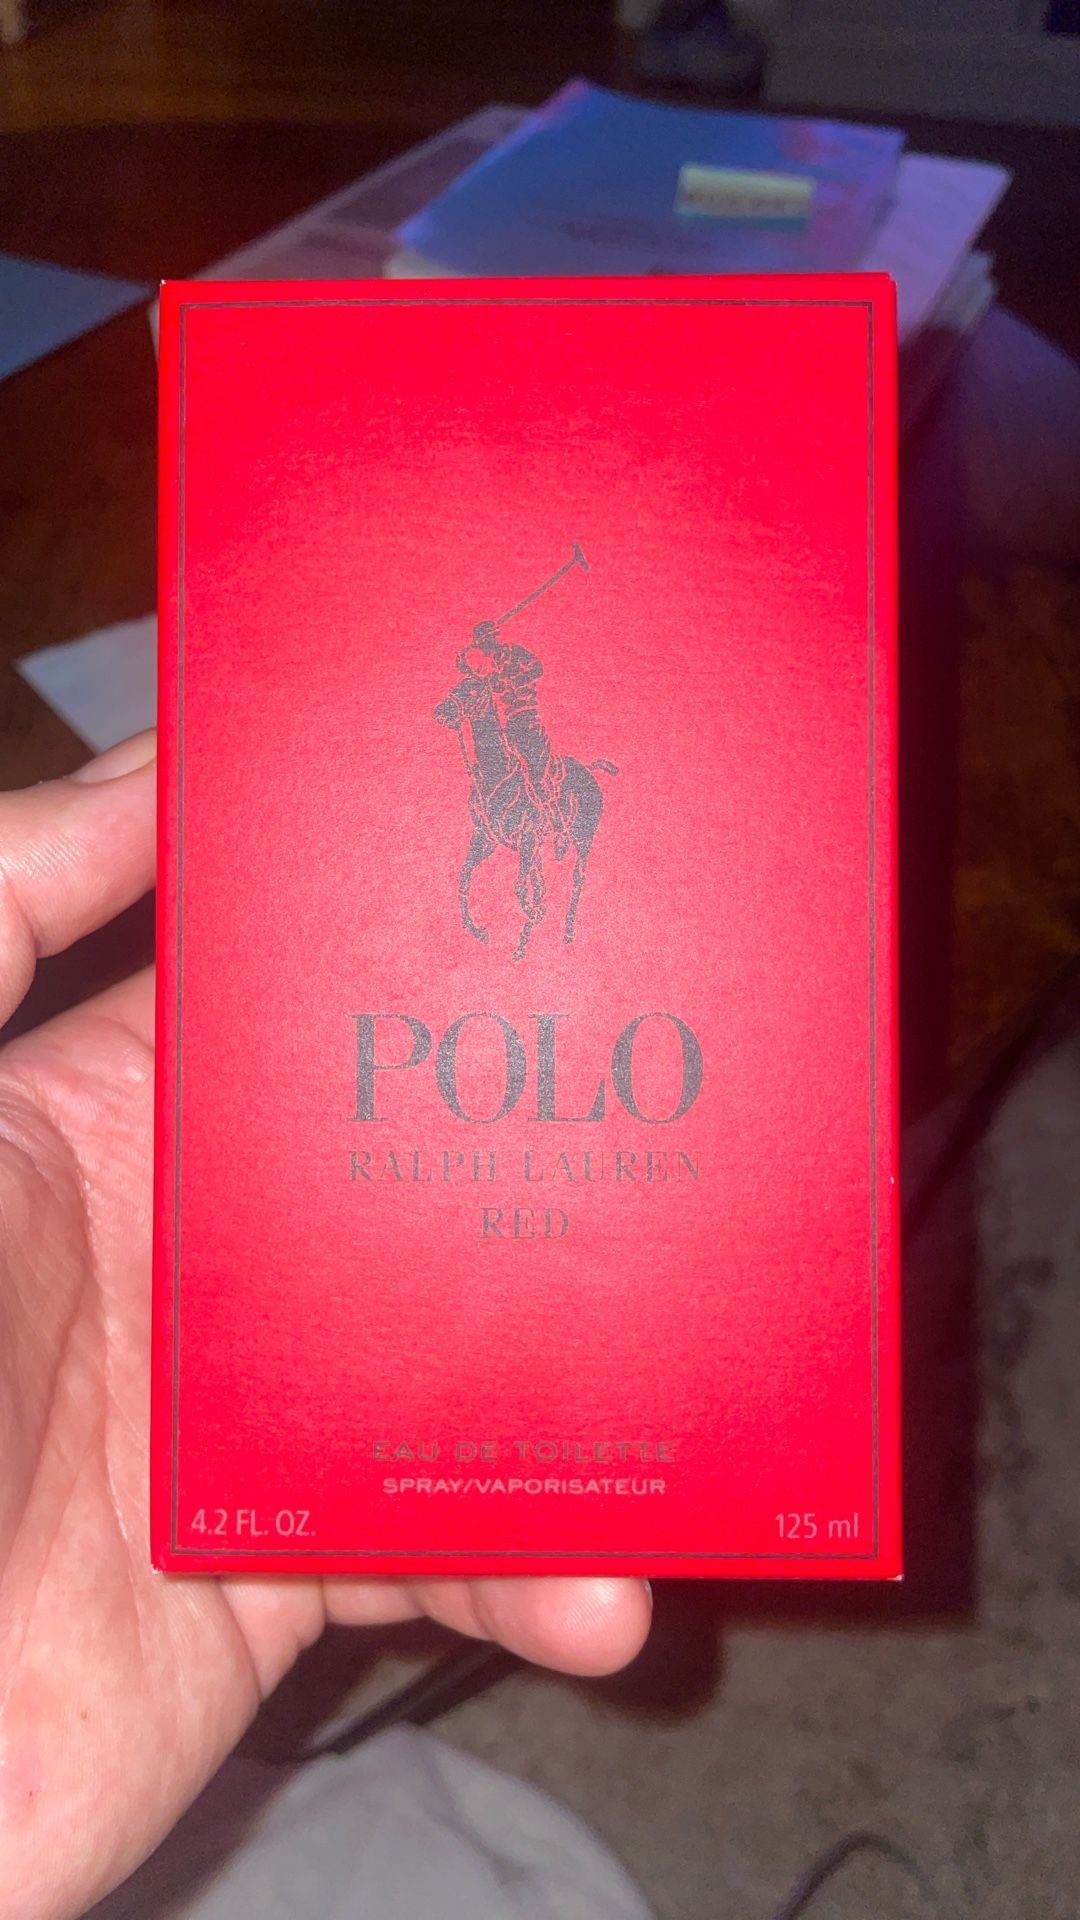 POLO
RALPH LAUREN
RED
EAU DE TOILETTE
SPRAY/VAPORISATEUR
4.2 FL. OZ.
125 ml